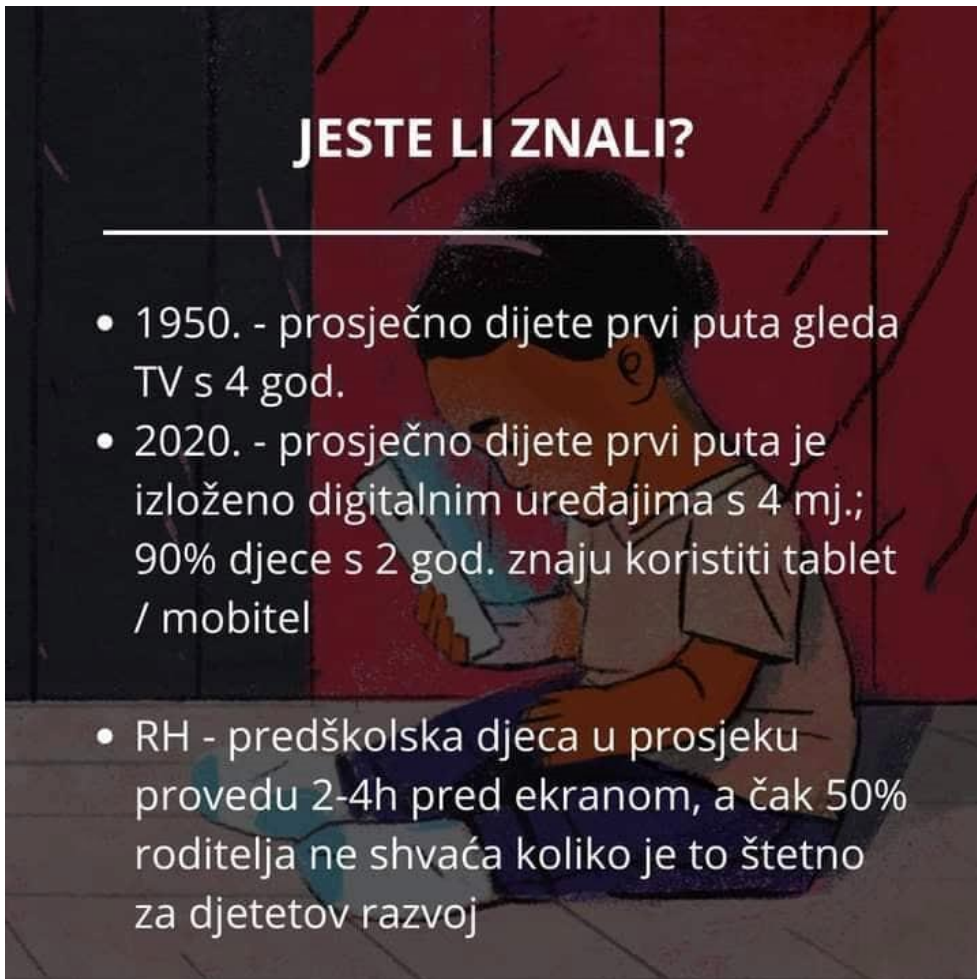 JESTE LI ZNALI?
• 1950. - prosječno dijete prvi puta gleda
TV s 4 god.
• 2020. - prosječno dijete prvi puta je
izloženo digitalnim uređajima s 4 mj.;
90% djece s 2 god. znaju koristiti tablet
/ mobitel
• RH - predškolska djeca u prosjeku
provedu 2-4h pred ekranom, a čak 50%
roditelja ne shvaća koliko je to štetno
za djetetov razvoj